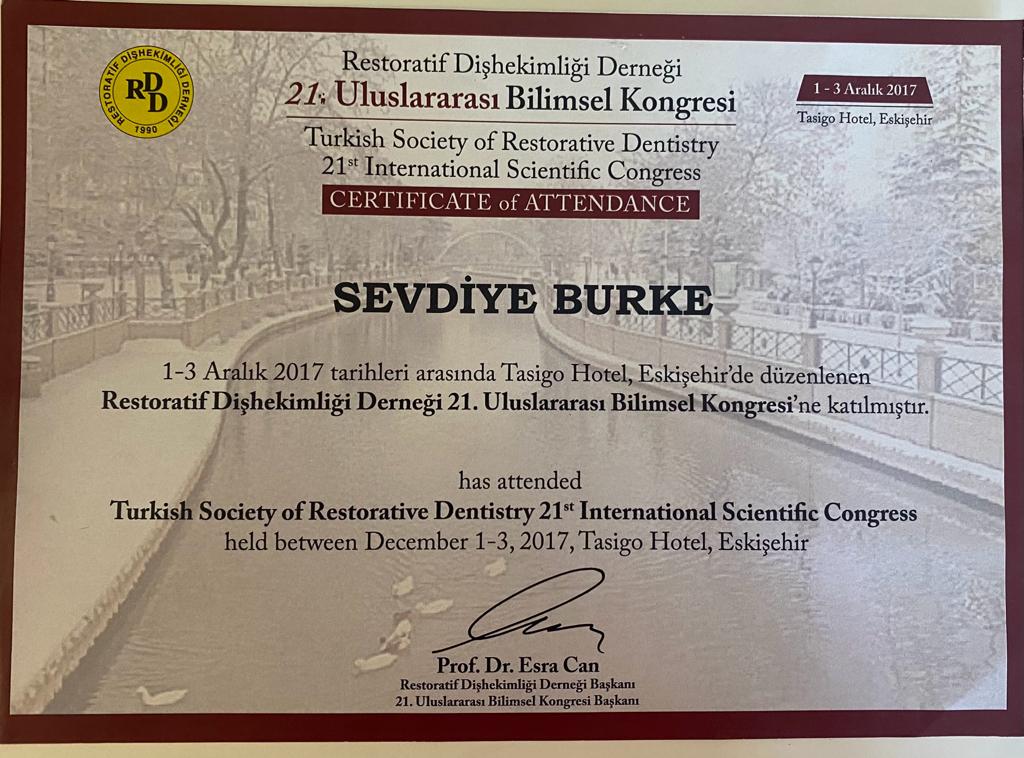 RESTORATİF DİŞHEKİMLİĞİ DERNEĞİ
RDD
1990
Restoratif Dişhekimliği Derneği
21. Uluslararası Bilimsel Kongresi
Turkish Society of Restorative Dentistry
21st International Scientific Congress
CERTIFICATE of ATTENDANCE
1 - 3 Aralık 2017
Tasigo Hotel, Eskişehir
SEVDİYE BURKE
1-3 Aralık 2017 tarihleri arasında Tasigo Hotel, Eskişehir'de düzenlenen
Restoratif Dişhekimliği Derneği 21. Uluslararası Bilimsel Kongresi'ne katılmıştır.
has attended
Turkish Society of Restorative Dentistry 21st International Scientific Congress
held between December 1-3, 2017, Tasigo Hotel, Eskişehir
Prof. Dr. Esra Can
Restoratif Dişhekimliği Derneği Başkanı
21. Uluslararası Bilimsel Kongresi Başkanı